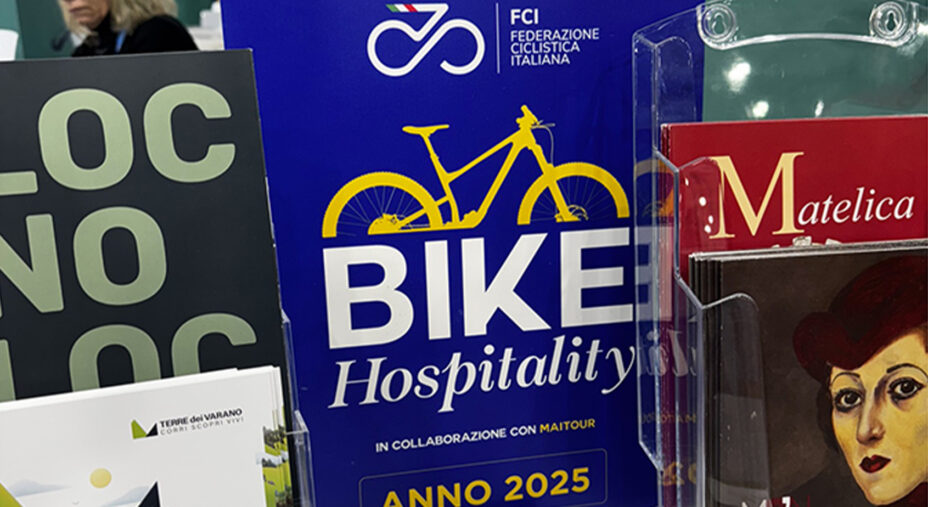 LOC
NO
LOC
TERRE dei VARANO
CORRI SCOPRI VIVI
FCI
FEDERAZIONE
CICLISTICA
ITALIANA
BIKE
Hospitality
IN COLLABORAZIONE CON MAITOUR
ANNO 2025
Matelica